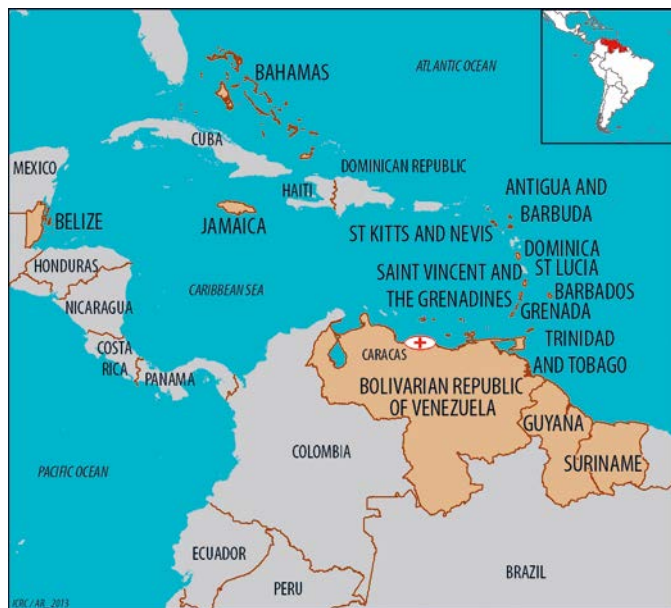 BAHAMAS
ATLANTIC OCEAN
CUBA
MEXICO
DOMINICAN REPUBLIC
HAITI
ANTIGUA AND
BARBUDA
BELIZE
JAMAICA
ST KITTS AND NEVIS
DOMINICA
ST LUCIA
HONDURAS
SAINT VINCENT AND
THE GRENADINES
BARBADOS
CARIBBEAN SEA
GRENADA
NICARAGUA
TRINIDAD
AND TOBAGO
COSTA
RICA
PANAMA
CARACAS
BOLIVARIAN REPUBLIC
OF VENEZUELA
GUYANA
COLOMBIA
SURINAME
PACIFIC OCEAN
ECUADOR
PERU
BRAZIL
ICRC / AR_2013